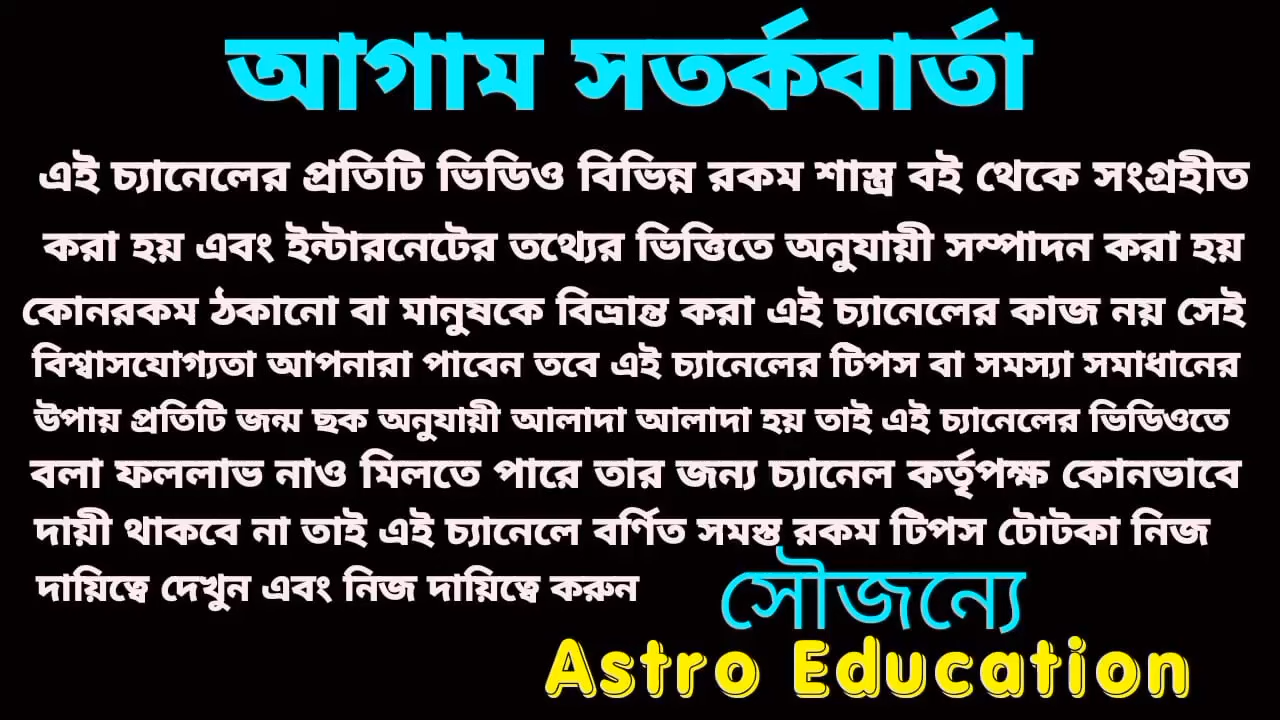 আগাম সতর্কবার্তা
এই চ্যানেলের প্রতিটি ভিডিও বিভিন্ন রকম শাস্ত্র বই থেকে সংগ্রহীত
করা হয় এবং ইন্টারনেটের তথ্যের ভিত্তিতে অনুযায়ী সম্পাদন করা হয়
কোনরকম ঠকানো বা মানুষকে বিভ্রান্ত করা এই চ্যানেলের কাজ নয় সেই
বিশ্বাসযোগ্যতা আপনারা পাবেন তবে এই চ্যানেলের টিপস বা সমস্যা সমাধানের
উপায় প্রতিটি জন্ম ছক অনুযায়ী আলাদা আলাদা হয় তাই এই চ্যানেলের ভিডিওতে
বলা ফললাভ নাও মিলতে পারে তার জন্য চ্যানেল কর্তৃপক্ষ কোনভাবে
দায়ী থাকবে না তাই এই চ্যানেলে বর্ণিত সমস্ত রকম টিপস টোটকা নিজ
দায়িত্বে দেখুন এবং নিজ দায়িত্বে করুন
সৌজন্যে
Astro Education